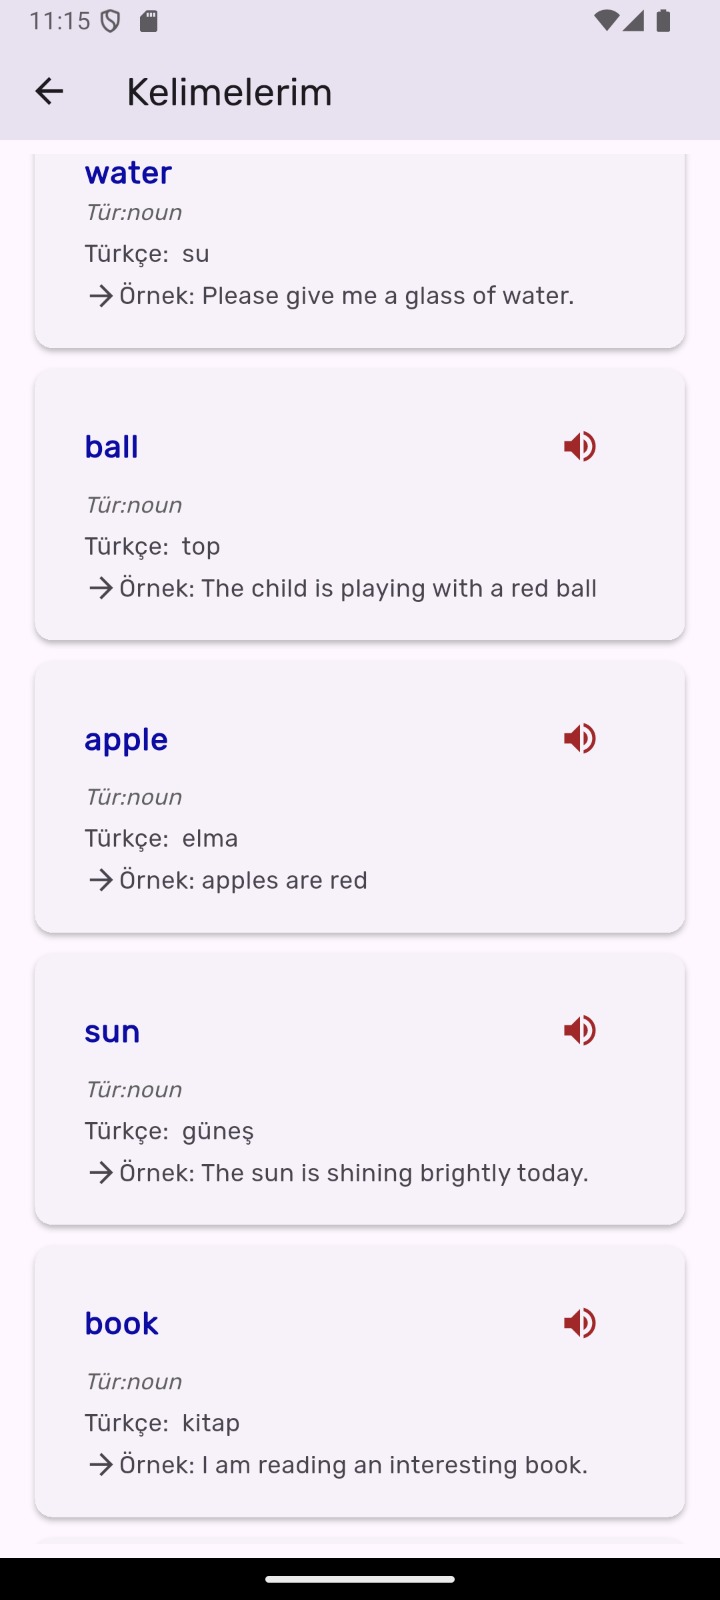 11:15
Kelimelerim
water
Tür:noun
Türkçe: su
→ Örnek: Please give me a glass of water.
ball
Tür:noun
Türkçe: top
→ Örnek: The child is playing with a red ball
apple
Tür:noun
Türkçe: elma
→ Örnek: apples are red
sun
Tür:noun
Türkçe: güneş
→ Örnek: The sun is shining brightly today.
book
Tür:noun
Türkçe: kitap
→ Örnek: I am reading an interesting book.